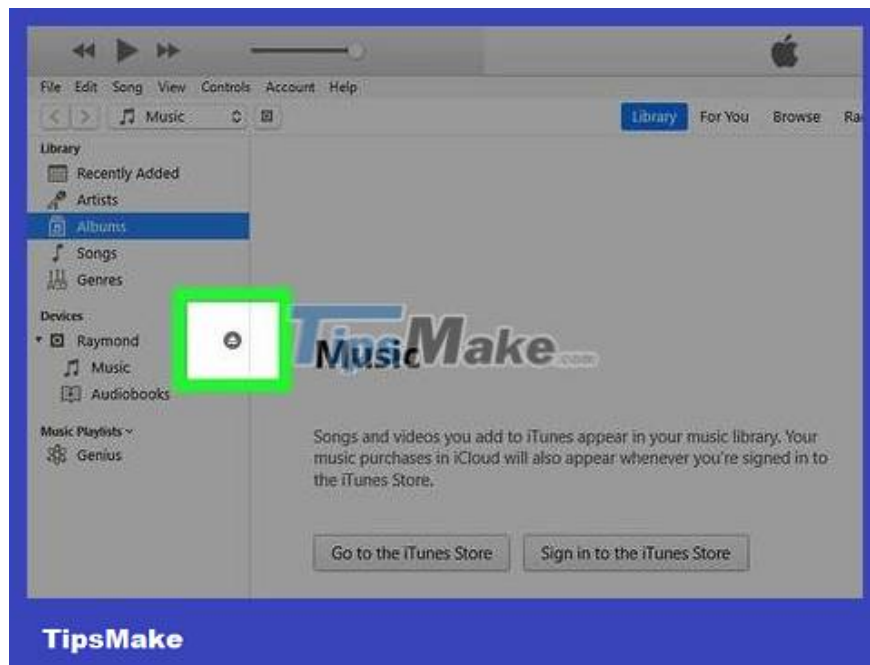 File Edit Song View Controls Account Help
Music
Library For You Browse Ra
Library
Recently Added
Artists
Albums
Songs
Genres
Devices
Raymond
Music
Audiobooks
Music Playlists
Genius
TipsMake.com
Music
Songs and videos you add to iTunes appear in your music library. Your
music purchases in iCloud will also appear whenever you're signed in to
the iTunes Store.
Go to the iTunes Store Sign in to the iTunes Store
TipsMake